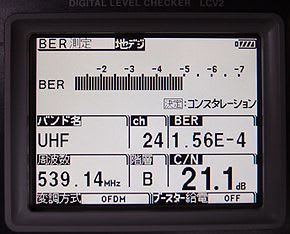 DIGITAL LEVEL CHECKER LCV2
BER測定 地デジ
-2 -3 -4 -5 -6 -7
BER
決定:コンスタレーション
バンド名 ch BER
UHF 24 1.56E-4
周波数 階層 C/N
539.14MHz B 21.1dB
変調方式 OFDM ブースター給電 OFF